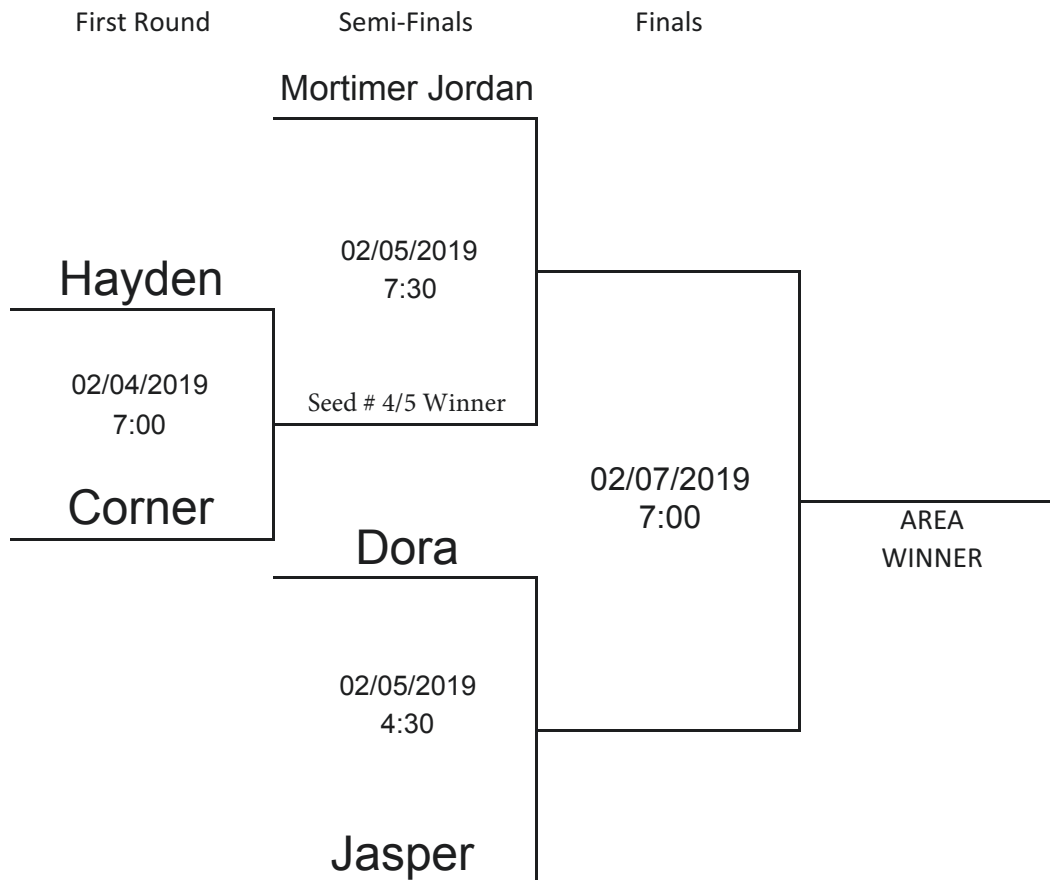 First Round
Semi-Finals
Finals
Mortimer Jordan
02/05/2019
7:30
Hayden
02/04/2019
7:00
Seed # 4/5 Winner
Corner
Dora
02/07/2019
7:00
AREA
WINNER
02/05/2019
4:30
Jasper